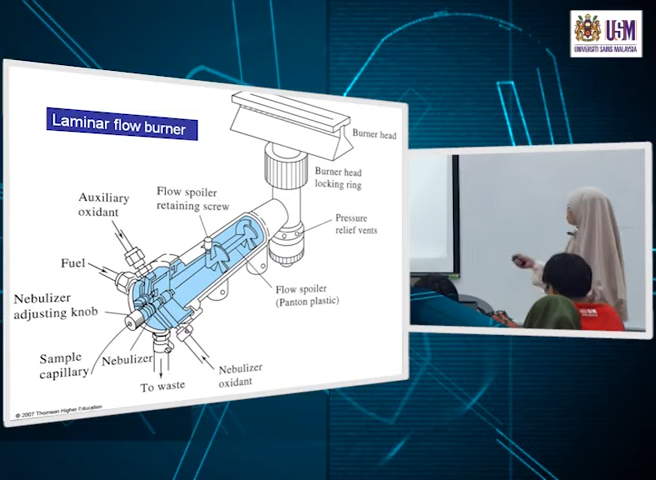 USM
UNIVERSITI SAINS MALAYSIA
Laminar flow burner
Burner head
Burner head
locking ring
Flow spoiler
retaining screw
Auxiliary
oxidant
Pressure
relief vents
Fuel
Flow spoiler
(Panton plastic)
Nebulizer
adjusting knob
Sample
capillary
Nebulizer
Nebulizer
oxidant
To waste
© 2007 Thomson Higher Education